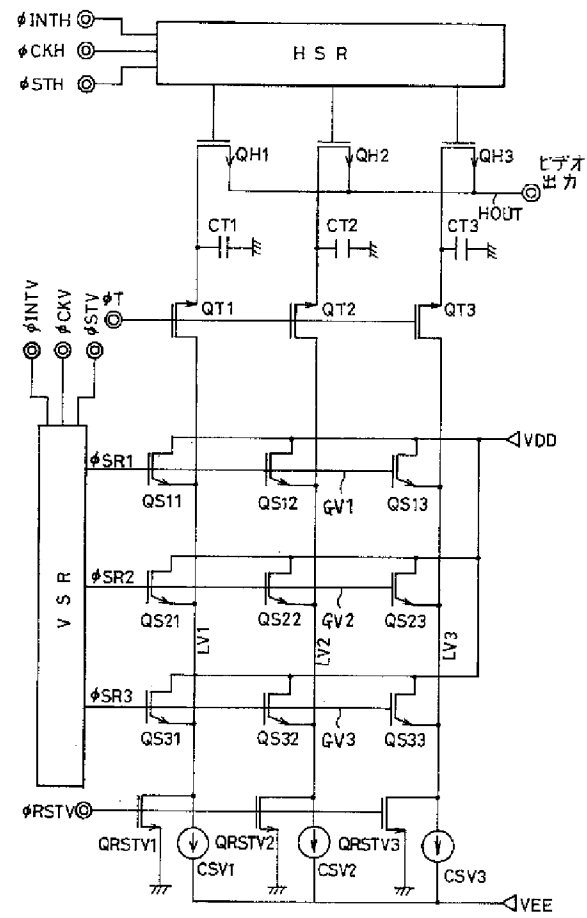 φINTH
φCKH
φSTH
HSR
QH1
QH2
QH3
ビデオ
出力
HOUT
CT1
CT2
CT3
φINTV
φCKV
φSTV
φT
QT1
QT2
QT3
VDD
φSR1
QS11
QS12
GV1
QS13
VSR
φSR2
QS21
QS22
GV2
QS23
LV1
LV2
LV3
φSR3
QS31
QS32
GV3
QS33
φRSTV
QRSTV1
QRSTV2
QRSTV3
CSV1
CSV2
CSV3
VEE